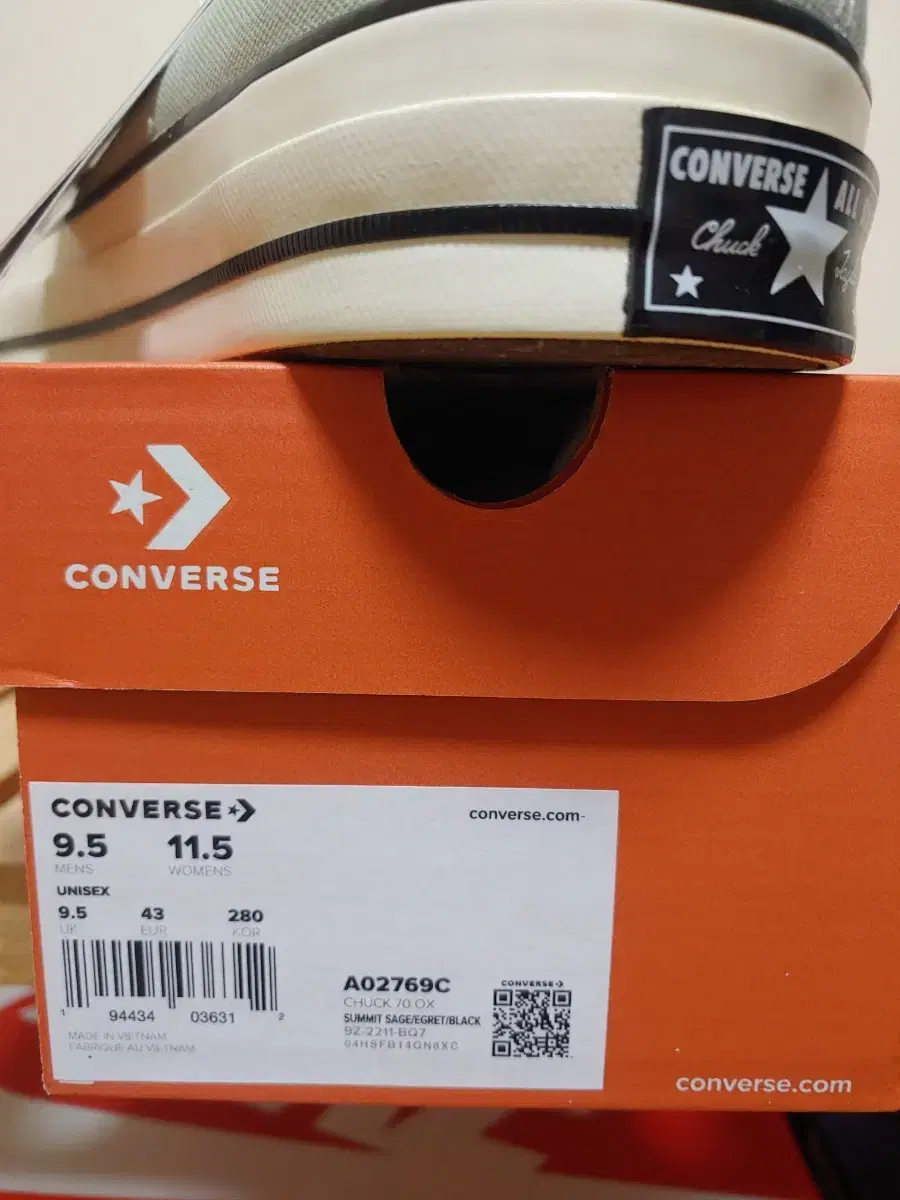 CONVERSE ALL
Chuck
CONVERSE
CONVERSE
converse.com
9.5 11.5
MENS WOMENS
UNISEX
9.5 43 280
UK EUR KOR
1 94434 03631 2
MADE IN VIETNAM
FABRIQUE AU VIETNAM
A02769C
CHUCK 70 OX
SUMMIT SAGE/EGRET/BLACK
92-2211-BQ7
04HSFB14QN8XC
CONVERSE
converse.com